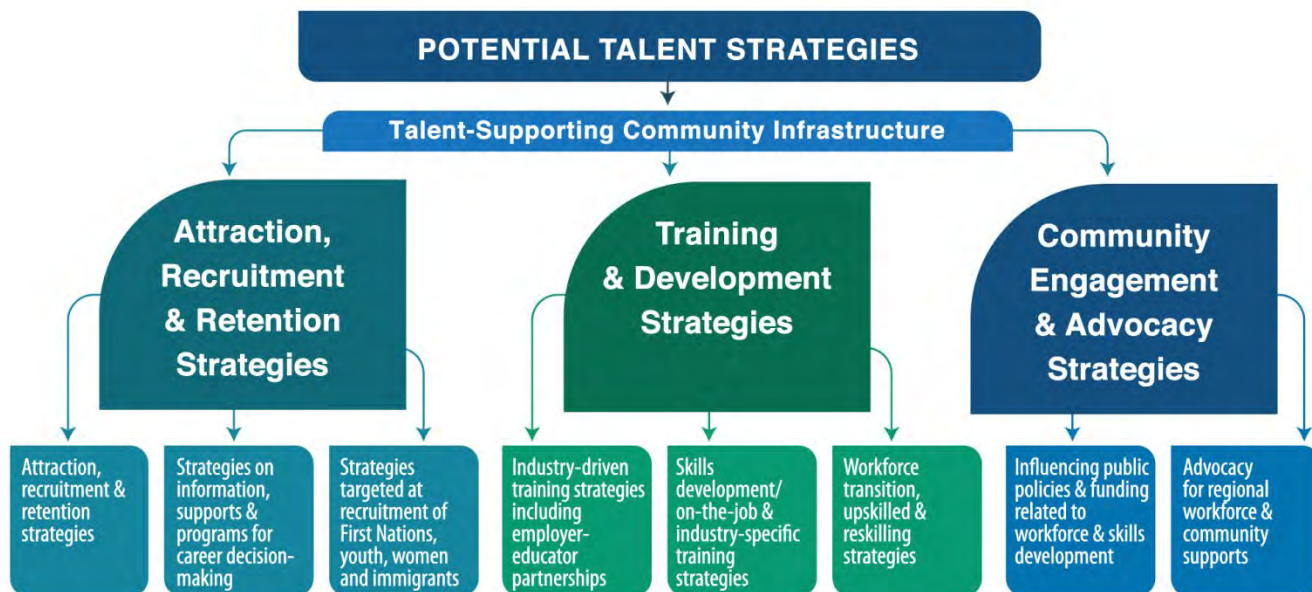 POTENTIAL TALENT STRATEGIES
Talent-Supporting Community Infrastructure
Attraction,
Recruitment
& Retention
Strategies
Training
& Development
Strategies
Community
Engagement
& Advocacy
Strategies
Attraction,
recruitment &
retention
strategies
Strategies on
information,
supports &
programs for
career decision-
making
Strategies
targeted at
recruitment of
First Nations,
youth, women
and immigrants
Industry-driven
training strategies
including
employer-
educator
partnerships
Skills
development/
on-the-job &
industry-specific
training
strategies
Workforce
transition,
upskilled &
reskilling
strategies
Influencing public
policies & funding
related to
workforce & skills
development
Advocacy
for regional
workforce &
community
supports